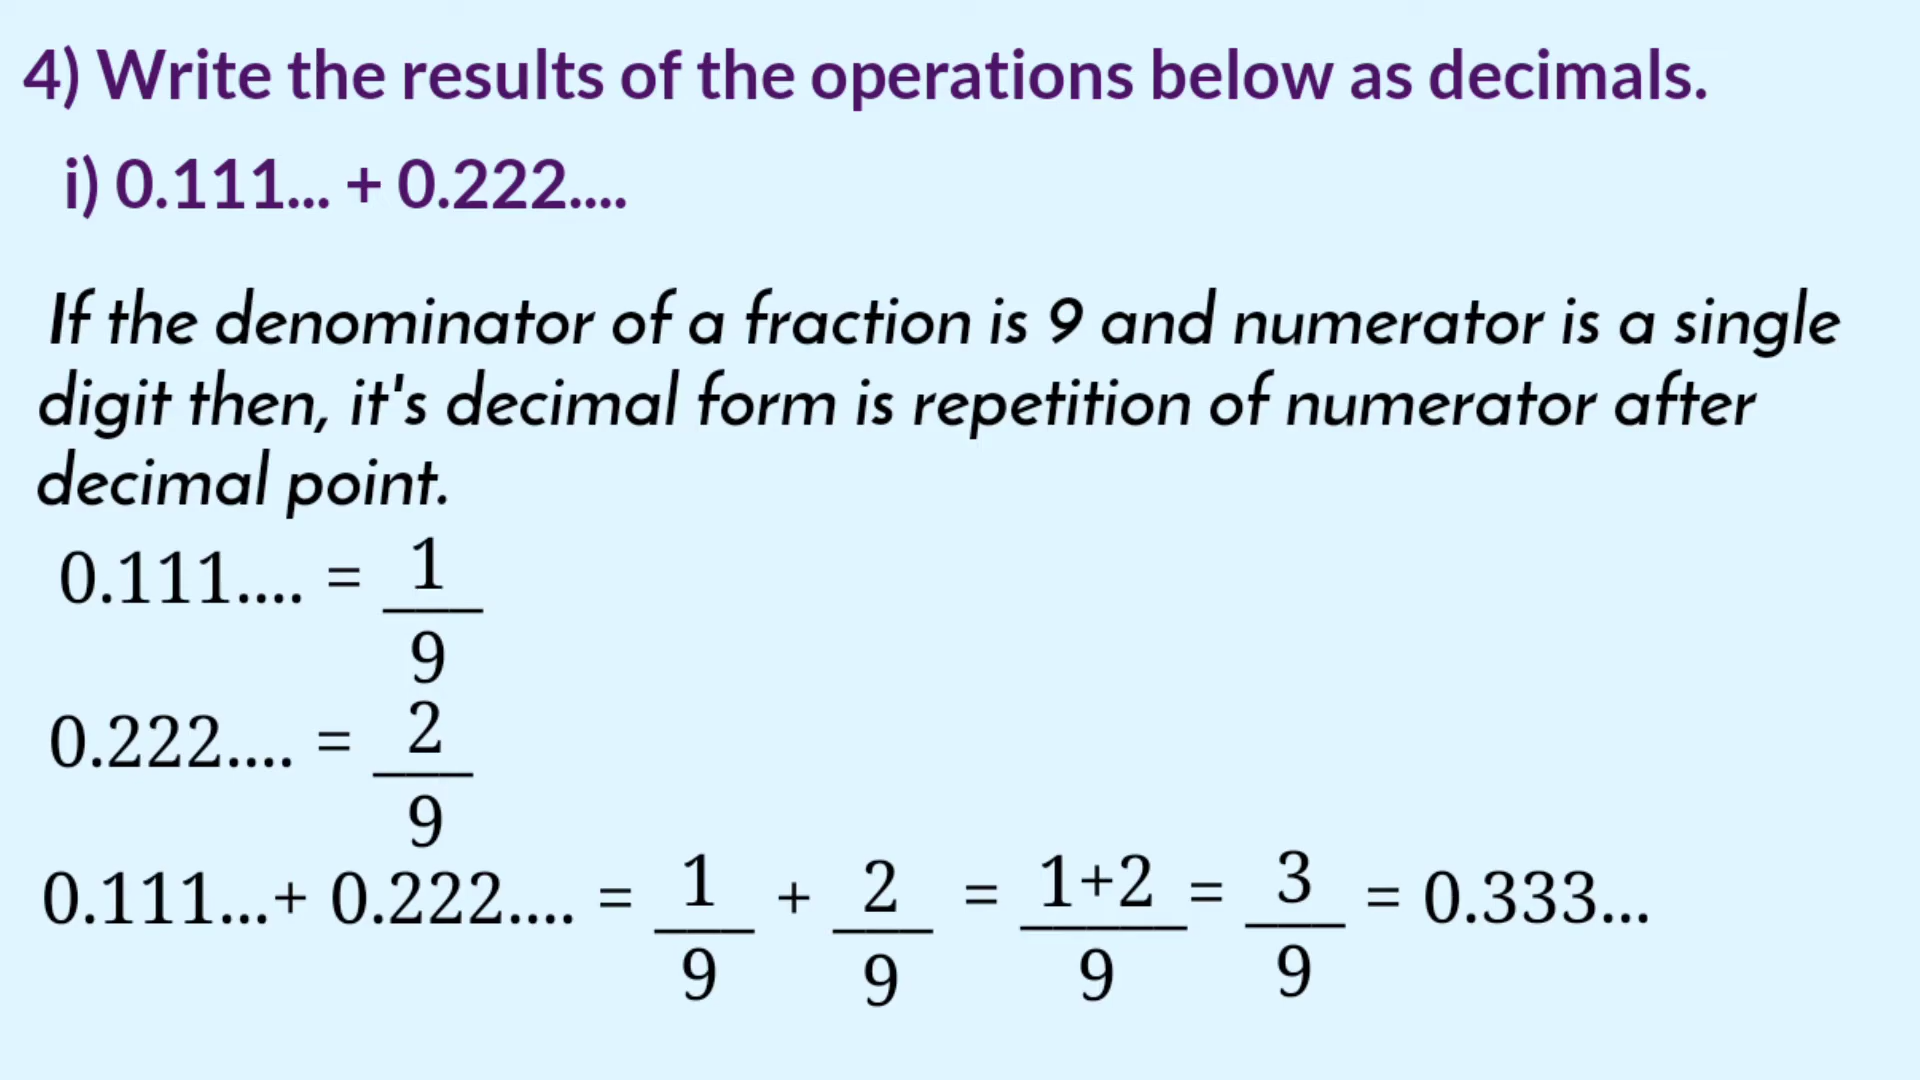 4) Write the results of the operations below as decimals.
i) 0.111... + 0.222....
If the denominator of a fraction is 9 and numerator is a single
digit then, it's decimal form is repetition of numerator after
decimal point.
0.111.... = 1/9
0.222.... = 2/9
0.111...+ 0.222.... = 1/9 + 2/9 = 1+2/9 = 3/9 = 0.333...